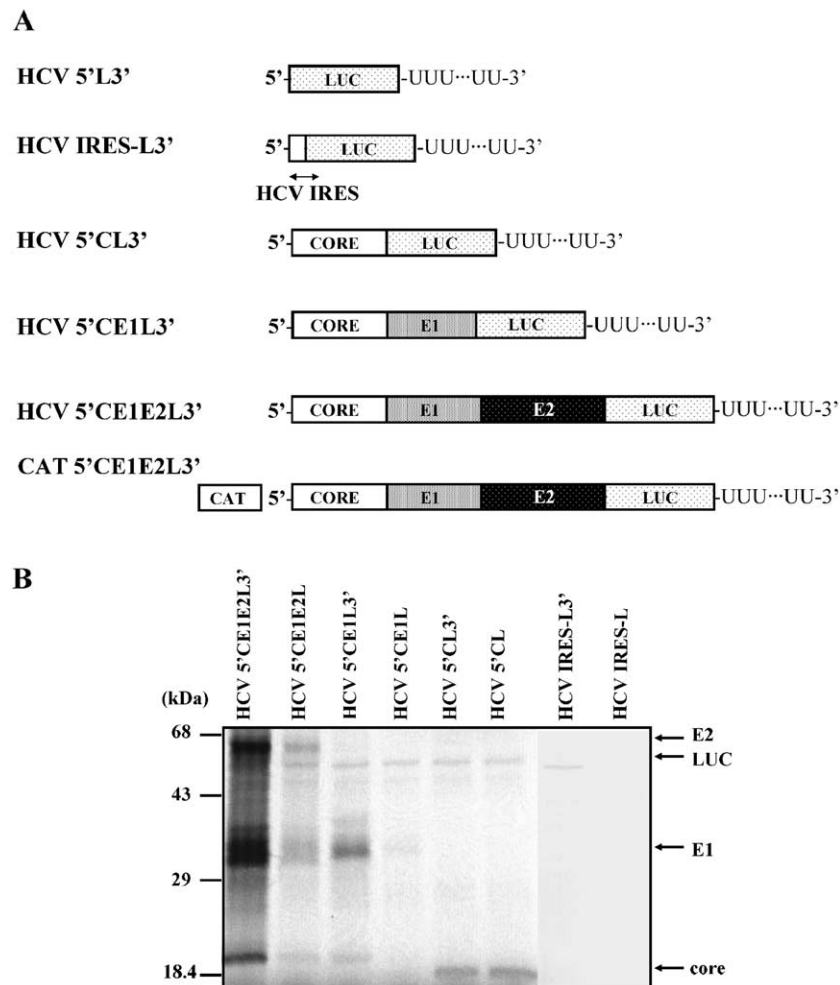 A
HCV 5’L3’ 5’- LUC -UUU···UU-3’
HCV IRES-L3’ 5’- LUC -UUU···UU-3’
HCV IRES
HCV 5’CL3’ 5’- CORE LUC -UUU···UU-3’
HCV 5’CE1L3’ 5’- CORE E1 LUC -UUU···UU-3’
HCV 5’CE1E2L3’ 5’- CORE E1 E2 LUC -UUU···UU-3’
CAT 5’CE1E2L3’
CAT 5’- CORE E1 E2 LUC -UUU···UU-3’
B
HCV 5’CE1E2L3’
HCV 5’CE1E2L
HCV 5’CE1L3’
HCV 5’CE1L
HCV 5’CL3’
HCV 5’CL
HCV IRES-L3’
HCV IRES-L
(kDa)
68
43
29
18.4
E2
LUC
E1
core